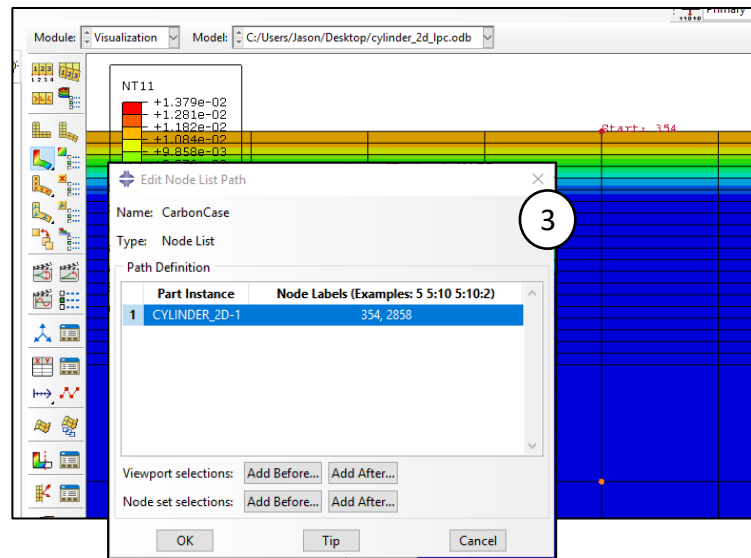 Primary
Module: Visualization Model: C:/Users/Jason/Desktop/cylinder_2d_lpc.odb
NT11
+1.379e-02
+1.281e-02
+1.182e-02
+1.084e-02
+9.858e-03
Start: 354
Edit Node List Path
3
Name: CarbonCase
Type: Node List
Path Definition
Part Instance Node Labels (Examples: 5 5:10 5:10:2)
1 CYLINDER_2D-1 354, 2858
Viewport selections: Add Before... Add After...
Node set selections: Add Before... Add After...
OK Tip Cancel